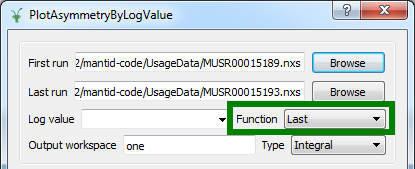 PlotAsymmetryByLogValue
First run 2/mantid-code/UsageData/MUSR00015189.nxs Browse
Last run 2/mantid-code/UsageData/MUSR00015193.nxs Browse
Log value Function Last
Output workspace one Type Integral